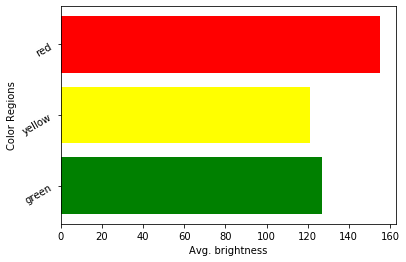 red
yellow
green
Color Regions
0 20 40 60 80 100 120 140 160
Avg. brightness